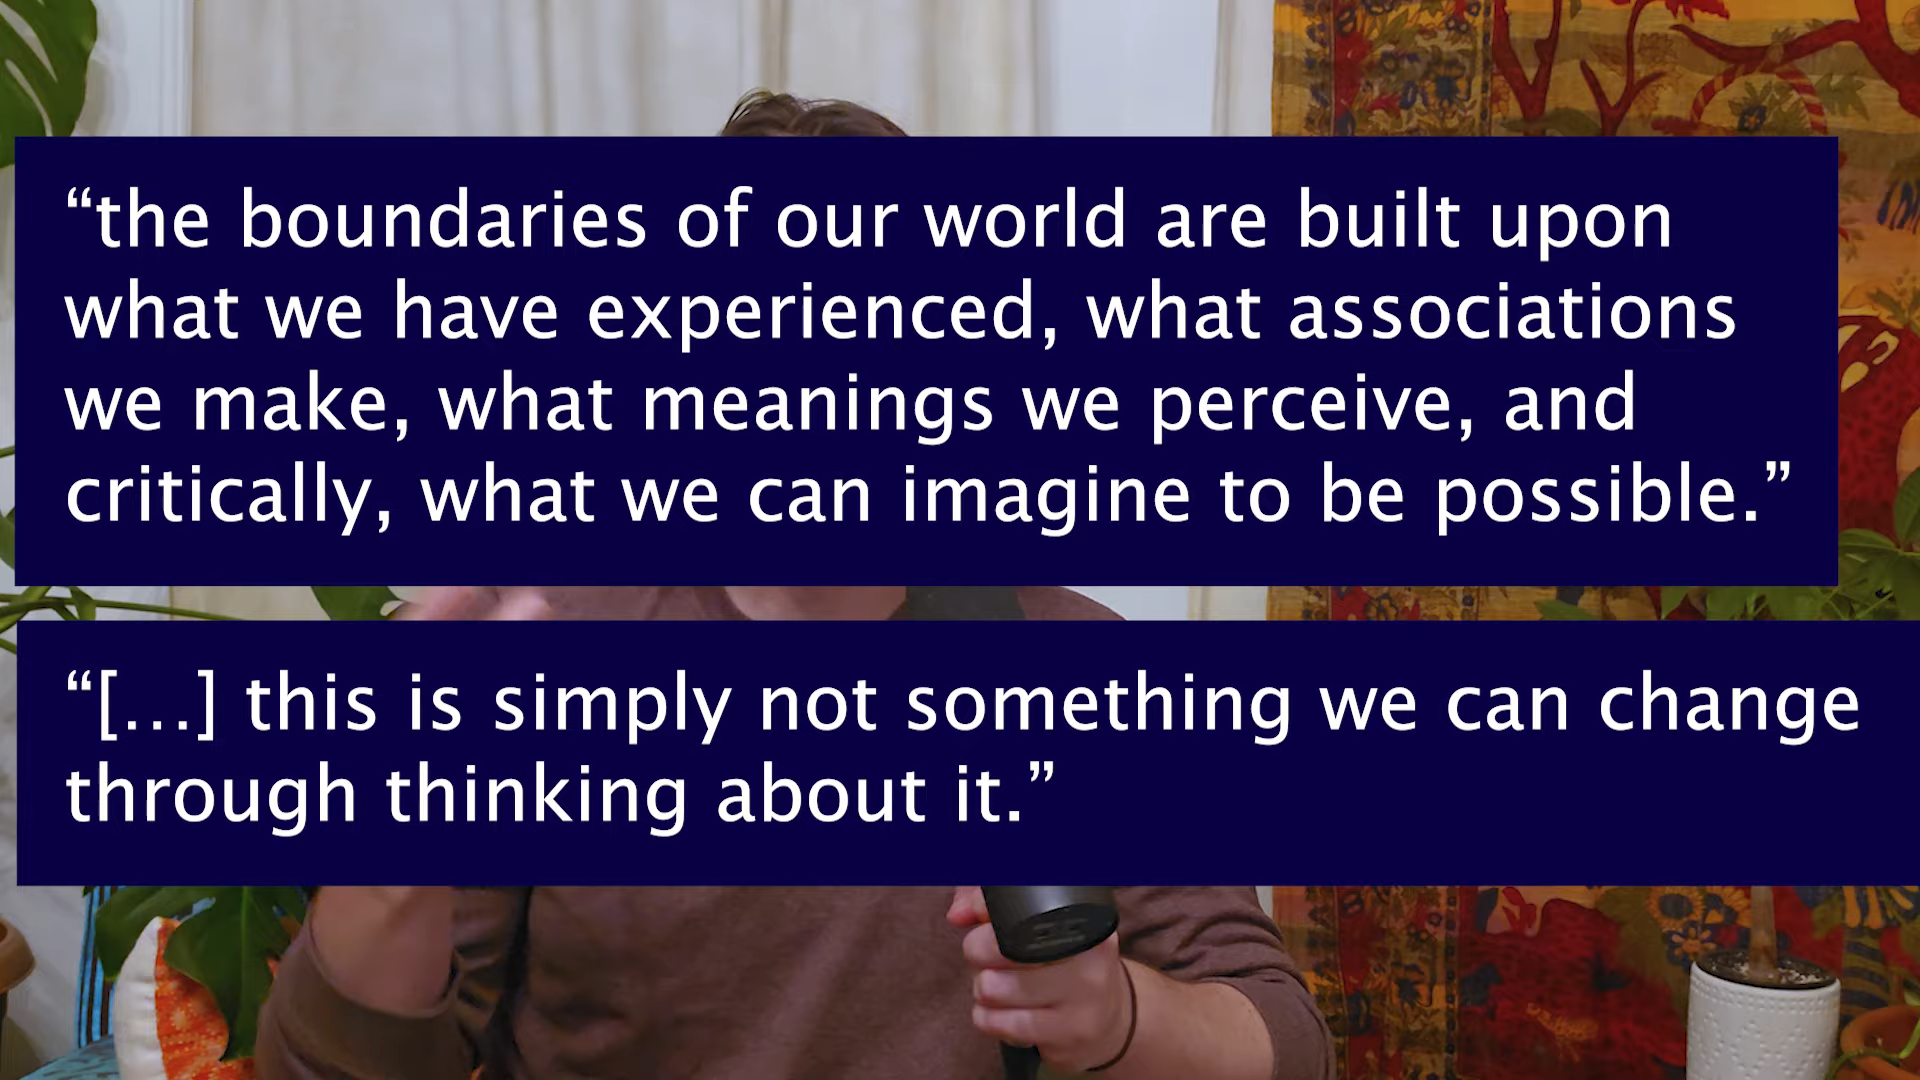 “the boundaries of our world are built upon
what we have experienced, what associations
we make, what meanings we perceive, and
critically, what we can imagine to be possible.”
“[…] this is simply not something we can change
through thinking about it.”